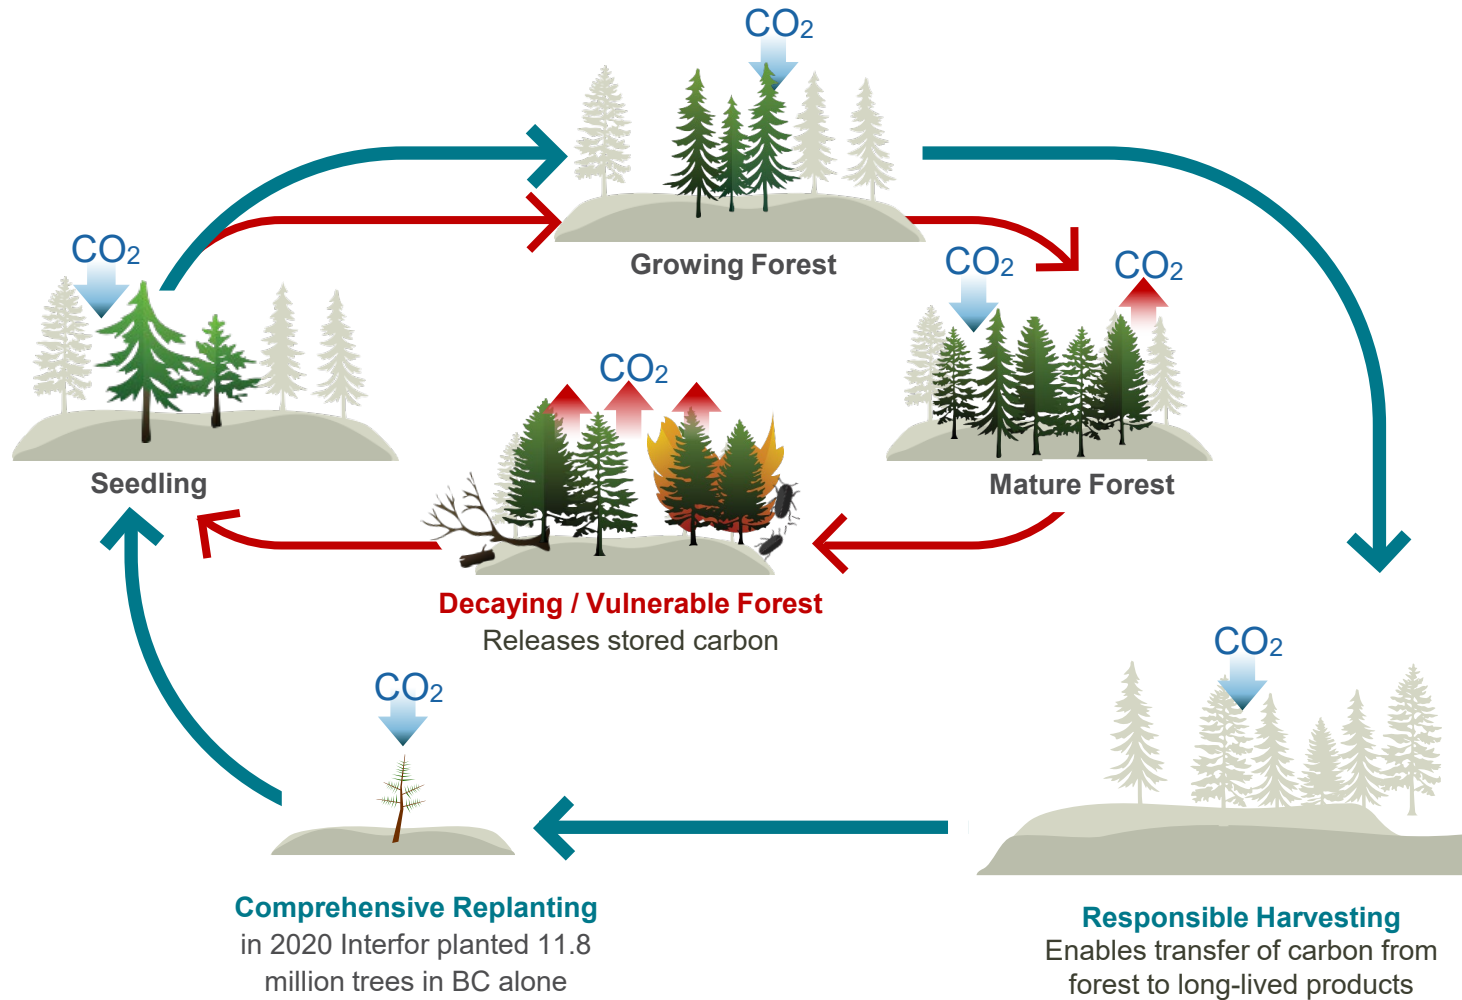 CO₂
Growing Forest
CO₂
CO₂
CO₂
Seedling
Mature Forest
CO₂
Decaying / Vulnerable Forest
Releases stored carbon
CO₂
CO₂
Comprehensive Replanting
in 2020 Interfor planted 11.8
million trees in BC alone
Responsible Harvesting
Enables transfer of carbon from
forest to long-lived products